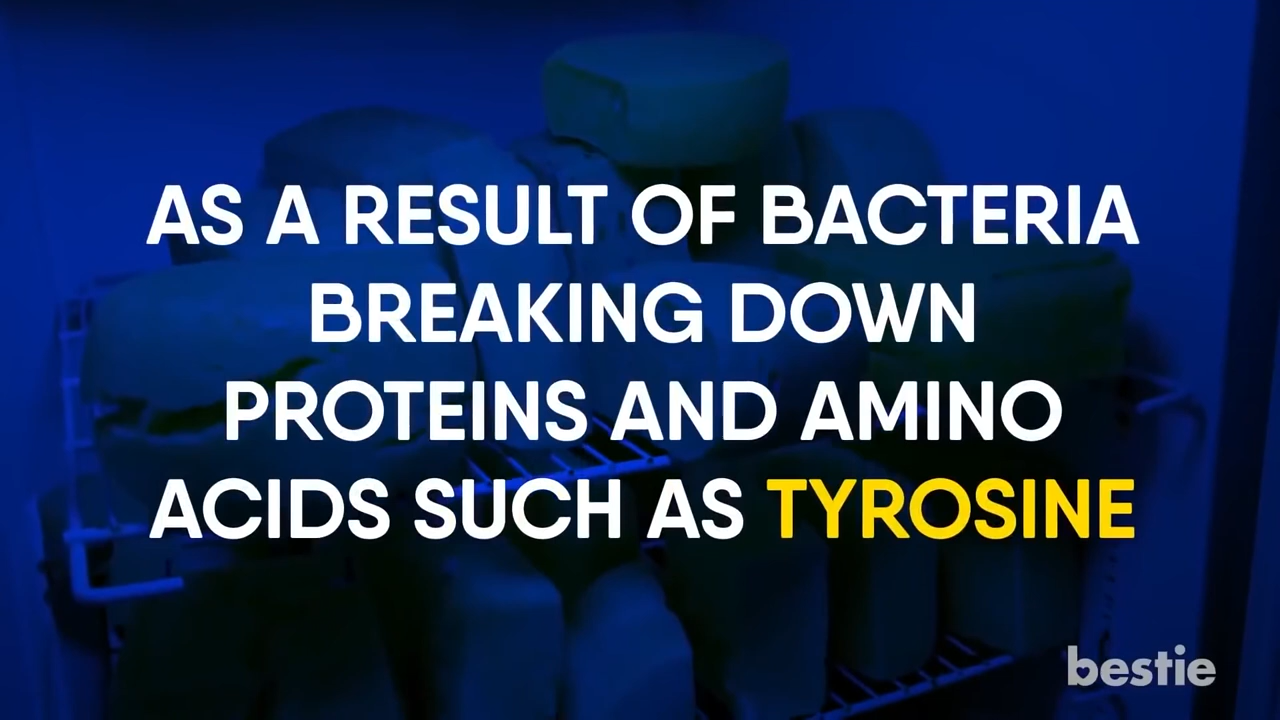 AS A RESULT OF BACTERIA
BREAKING DOWN
PROTEINS AND AMINO
ACIDS SUCH AS TYROSINE
bestie